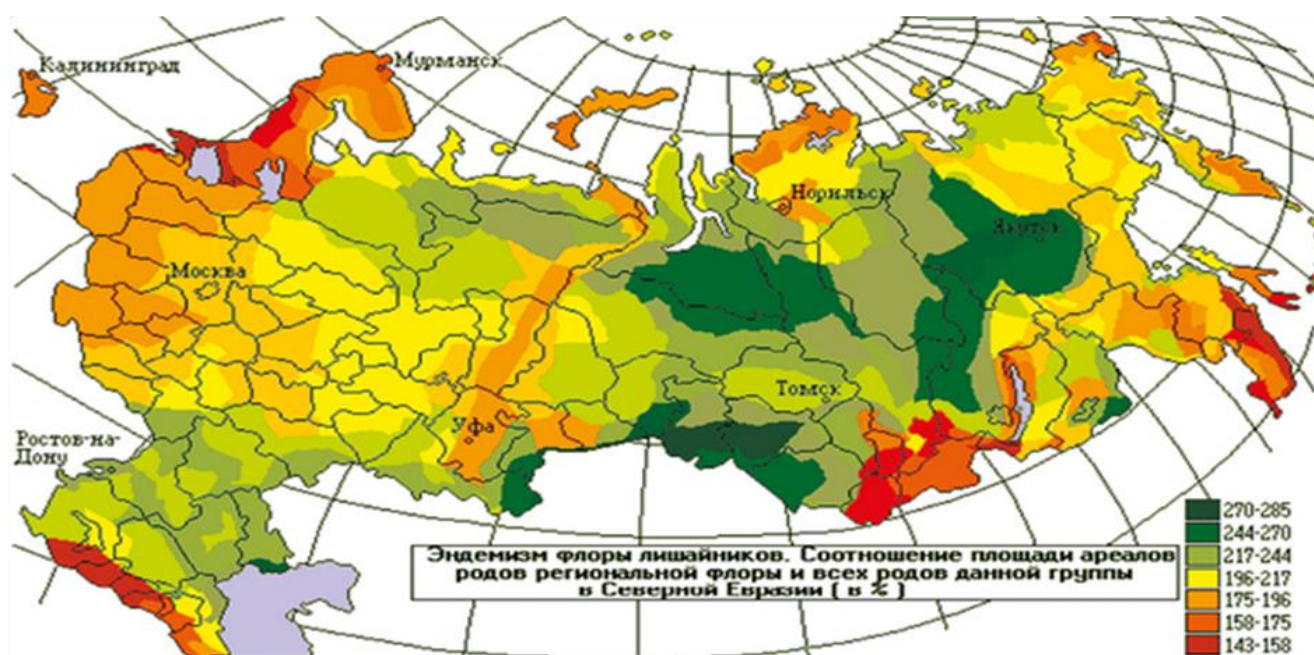 Калининград
Мурманск
Норильск
Якутск
Москва
Томск
Уфа
Ростов-на-
Дону
Эндемизм флоры лишайников. Соотношение площади ареалов
родов региональной флоры и всех родов данной группы
в Северной Евразии ( в % )
270-285
244-270
217-244
196-217
175-196
158-175
143-158